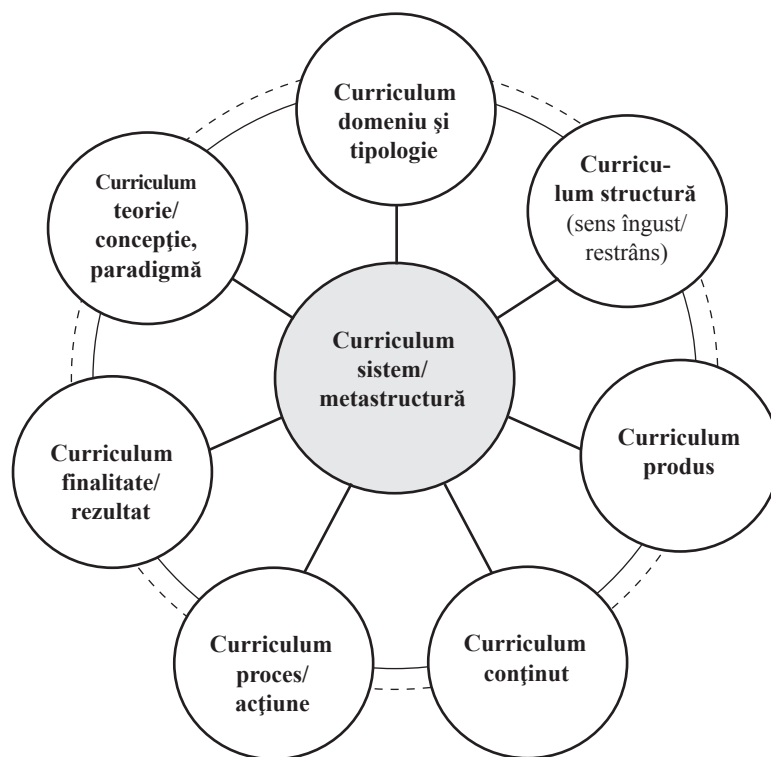 Curriculum
domeniu şi
tipologie
Curricu-
lum structură
(sens îngust/
restrâns)
Curriculum
produs
Curriculum
conţinut
Curriculum
proces/
acţiune
Curriculum
finalitate/
rezultat
Curriculum
teorie/
concepţie,
paradigmă
Curriculum
sistem/
metastructură